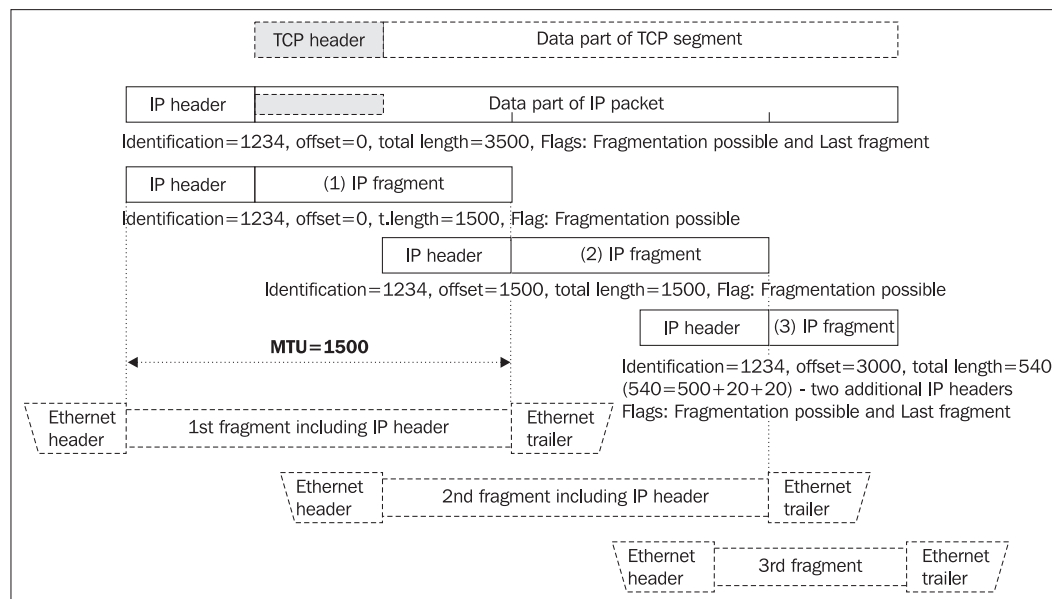 TCP header
Data part of TCP segment
IP header
Data part of IP packet
Identification=1234, offset=0, total length=3500, Flags: Fragmentation possible and Last fragment
IP header
(1) IP fragment
Identification=1234, offset=0, t.length=1500, Flag: Fragmentation possible
IP header
(2) IP fragment
Identification=1234, offset=1500, total length=1500, Flag: Fragmentation possible
IP header
(3) IP fragment
MTU=1500
Identification=1234, offset=3000, total length=540
(540=500+20+20) - two additional IP headers
Flags: Fragmentation possible and Last fragment
Ethernet
header
1st fragment including IP header
Ethernet
trailer
Ethernet
header
2nd fragment including IP header
Ethernet
trailer
Ethernet
header
3rd fragment
Ethernet
trailer